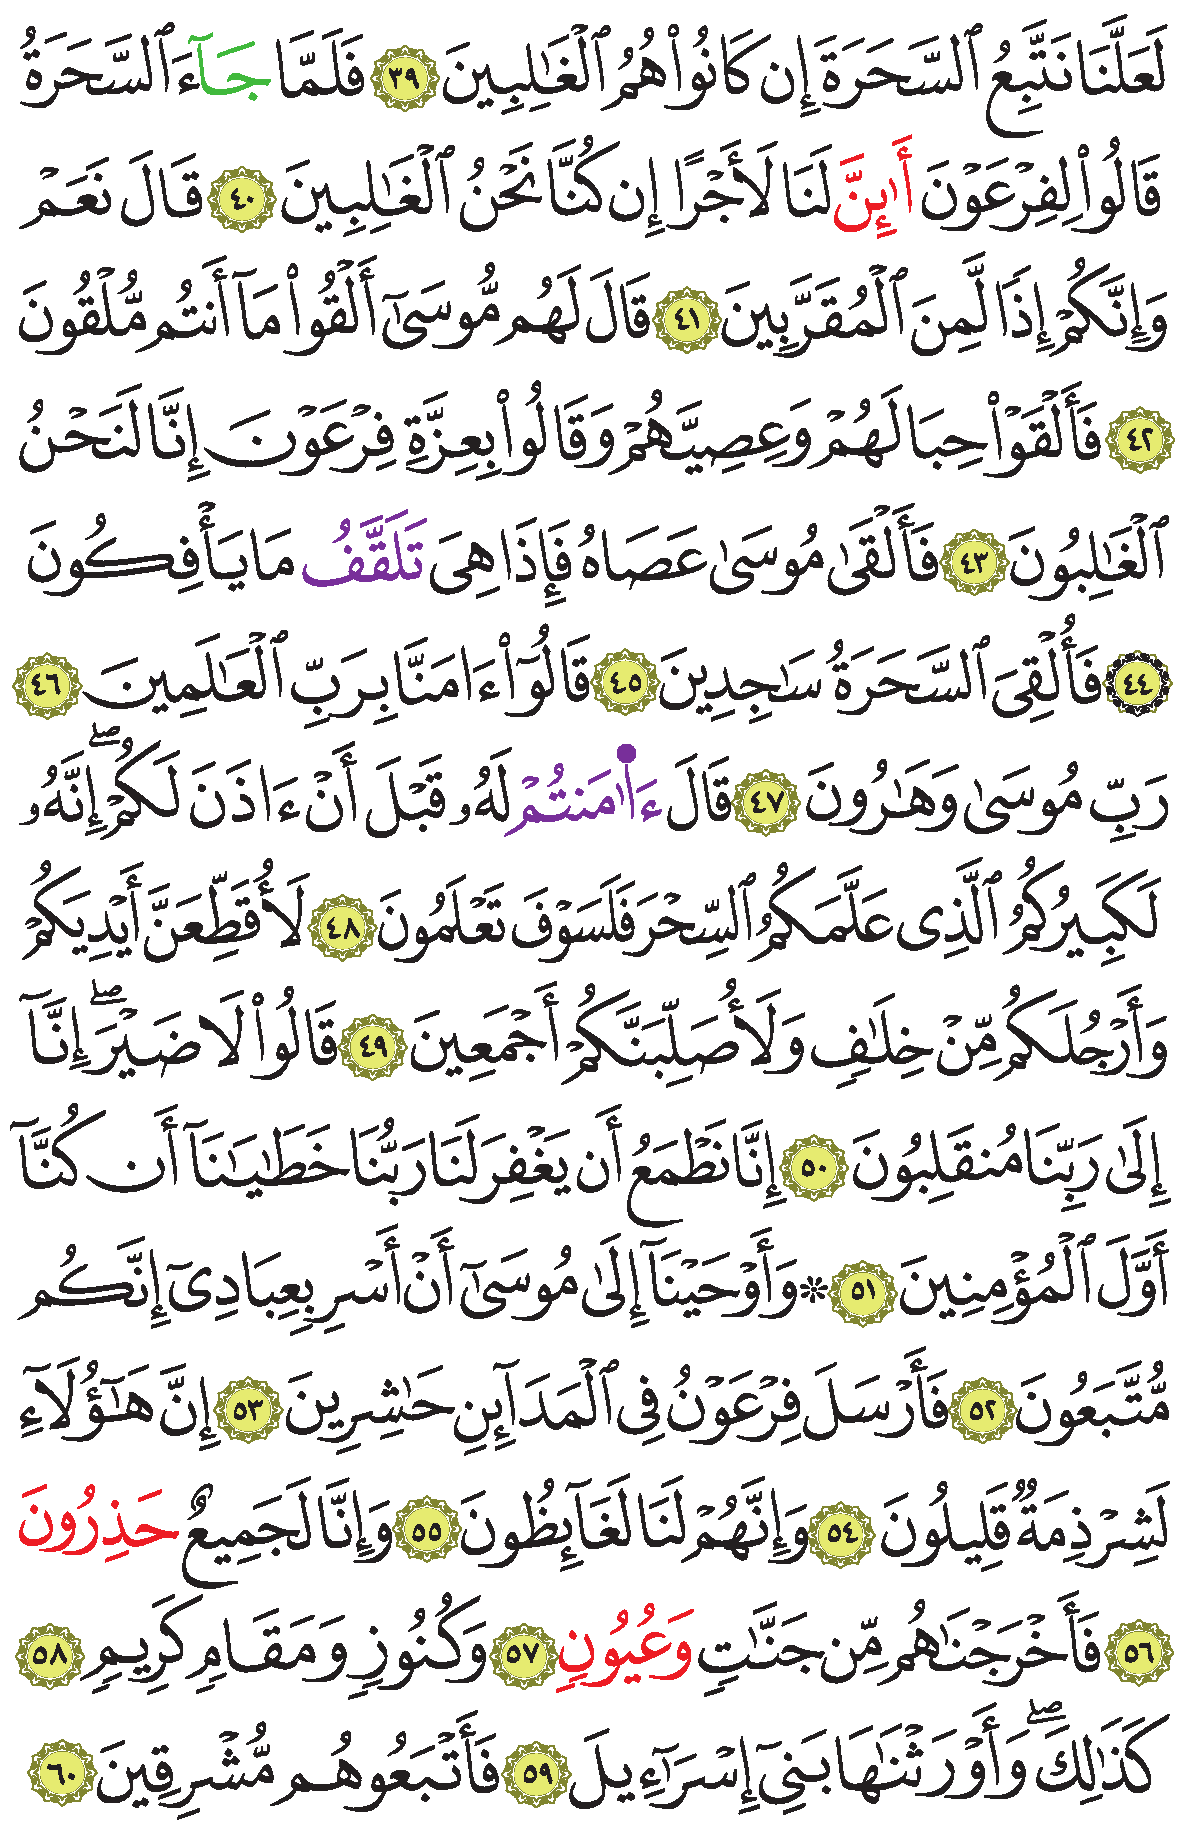 لَعَلَّنَا نَتَّبِعُ ٱلسَّحَرَةَ إِن كَانُوا۟ هُمُ ٱلْغَـٰلِبِينَ ٣٩ فَلَمَّا جَآءَ ٱلسَّحَرَةُ
قَالُوا۟ لِفِرْعَوْنَ أَا۬ئِنَّ لَنَا لَأَجْرًا إِن كُنَّا نَحْنُ ٱلْغَـٰلِبِينَ ٤٠ قَالَ نَعَمْ
وَإِنَّكُمْ إِذًا لَّمِنَ ٱلْمُقَرَّبِينَ ٤١ قَالَ لَهُم مُّوسَىٰٓ أَلْقُوا۟ مَآ أَنتُم مُّلْقُونَ
٤٢ فَأَلْقَوْا۟ حِبَالَهُمْ وَعِصِيَّهُمْ وَقَالُوا۟ بِعِزَّةِ فِرْعَوْنَ إِنَّا لَنَحْنُ
ٱلْغَـٰلِبُونَ ٤٣ فَأَلْقَىٰ مُوسَىٰ عَصَاهُ فَإِذَا هِىَ تَلَقَّفُ مَا يَأْفِكُونَ
٤٤ فَأُلْقِىَ ٱلسَّحَرَةُ سَـٰجِدِينَ ٤٥ قَالُوٓا۟ ءَامَنَّا بِرَبِّ ٱلْعَـٰلَمِينَ ٤٦
رَبِّ مُوسَىٰ وَهَـٰرُونَ ٤٧ قَالَ ءَا۬امَنتُمْ لَهُۥ قَبْلَ أَنْ ءَاذَنَ لَكُمْ ۖ إِنَّهُۥ
لَكَبِيرُكُمُ ٱلَّذِى عَلَّمَكُمُ ٱلسِّحْرَ فَلَسَوْفَ تَعْلَمُونَ ٤٨ لَأُقَطِّعَنَّ أَيْدِيَكُمْ
وَأَرْجُلَكُم مِّنْ خِلَـٰفٍ وَلَأُصَلِّبَنَّكُمْ أَجْمَعِينَ ٤٩ قَالُوا۟ لَا ضَيْرَ ۖ إِنَّآ
إِلَىٰ رَبِّنَا مُنقَلِبُونَ ٥٠ إِنَّا نَطْمَعُ أَن يَغْفِرَ لَنَا رَبُّنَا خَطَـٰيَـٰنَآ أَن كُنَّآ
أَوَّلَ ٱلْمُؤْمِنِينَ ٥١ ۞ وَأَوْحَيْنَآ إِلَىٰ مُوسَىٰٓ أَنْ أَسْرِ بِعِبَادِىٓ إِنَّكُم
مُّتَّبَعُونَ ٥٢ فَأَرْسَلَ فِرْعَوْنُ فِى ٱلْمَدَآئِنِ حَـٰشِرِينَ ٥٣ إِنَّ هَـٰٓؤُلَآءِ
لَشِرْذِمَةٌ قَلِيلُونَ ٥٤ وَإِنَّهُمْ لَنَا لَغَآئِظُونَ ٥٥ وَإِنَّا لَجَمِيعٌ حَذِرُونَ
٥٦ فَأَخْرَجْنَـٰهُم مِّن جَنَّـٰتٍ وَعُيُونٍ ٥٧ وَكُنُوزٍ وَمَقَامٍ كَرِيمٍ ٥٨
كَذَٰلِكَ ۖ وَأَوْرَثْنَـٰهَا بَنِىٓ إِسْرَٰٓءِيلَ ٥٩ فَأَتْبَعُوهُم مُّشْرِقِينَ ٦٠